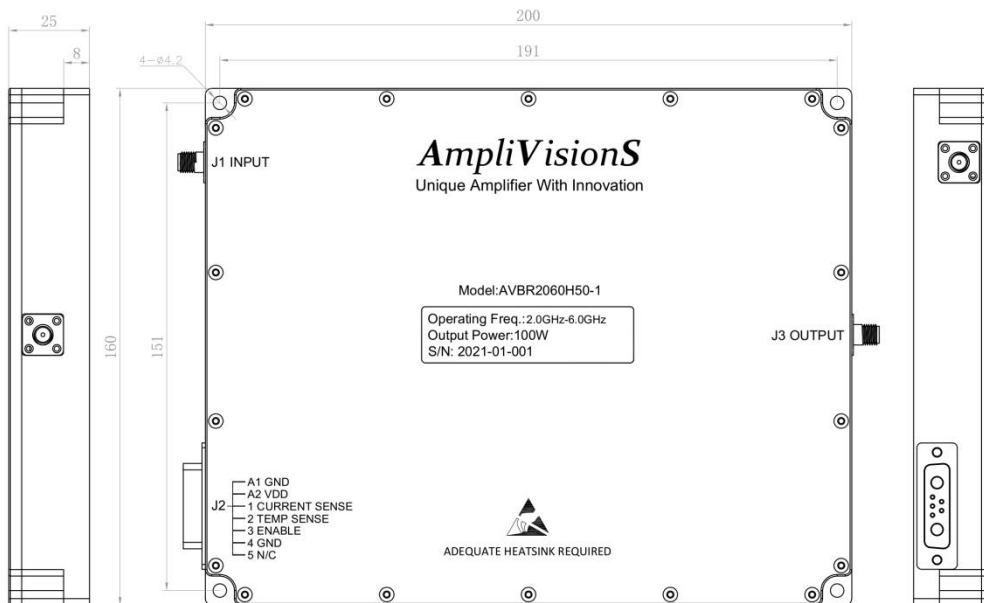 25
8
200
191
4-ø4.2
160
151
J1 INPUT
AmpliVisionS
Unique Amplifier With Innovation
Model:AVBR2060H50-1
Operating Freq.:2.0GHz-6.0GHz
Output Power:100W
S/N: 2021-01-001
J3 OUTPUT
J2
A1 GND
A2 VDD
1 CURRENT SENSE
2 TEMP SENSE
3 ENABLE
4 GND
5 N/C
ADEQUATE HEATSINK REQUIRED